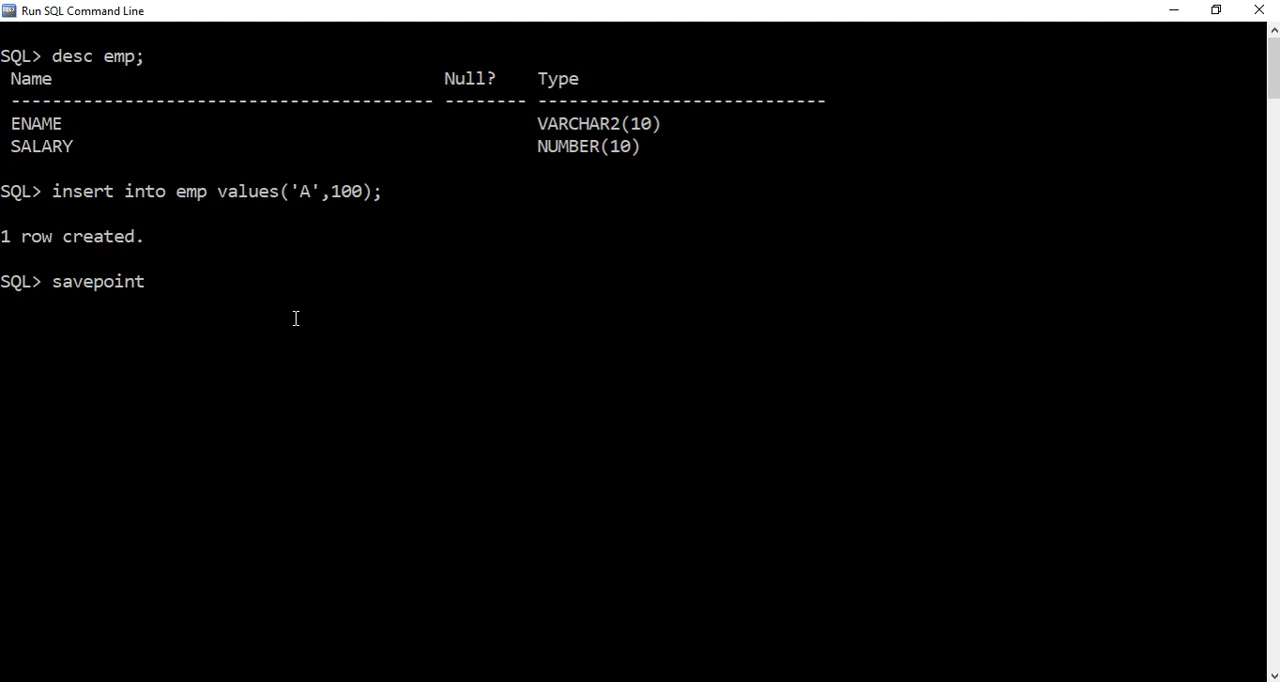 Run SQL Command Line
SQL> desc emp;
Name Null? Type
----------------------------------------- -------- ----------------------------
ENAME VARCHAR2(10)
SALARY NUMBER(10)
SQL> insert into emp values('A',100);
1 row created.
SQL> savepoint